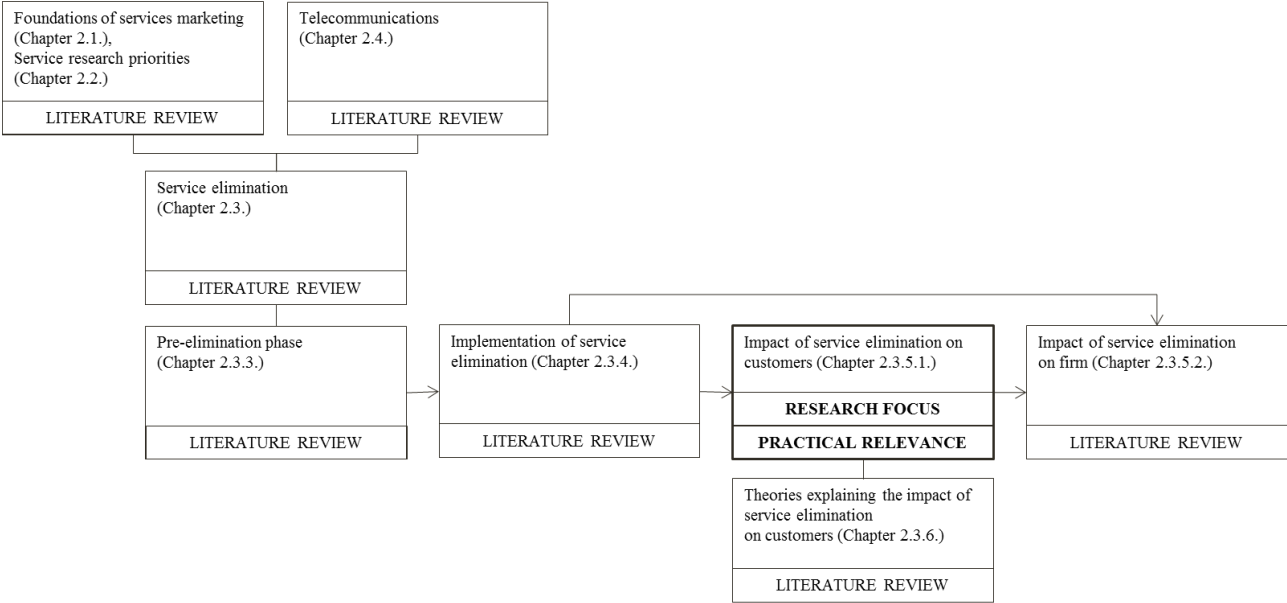 Foundations of services marketing
(Chapter 2.1.),
Service research priorities
(Chapter 2.2.)
LITERATURE REVIEW
Telecommunications
(Chapter 2.4.)
LITERATURE REVIEW
Service elimination
(Chapter 2.3.)
LITERATURE REVIEW
Pre-elimination phase
(Chapter 2.3.3.)
LITERATURE REVIEW
Implementation of service
elimination (Chapter 2.3.4.)
LITERATURE REVIEW
Impact of service elimination on
customers (Chapter 2.3.5.1.)
RESEARCH FOCUS
PRACTICAL RELEVANCE
Impact of service elimination
on firm (Chapter 2.3.5.2.)
LITERATURE REVIEW
Theories explaining the impact of
service elimination
on customers (Chapter 2.3.6.)
LITERATURE REVIEW